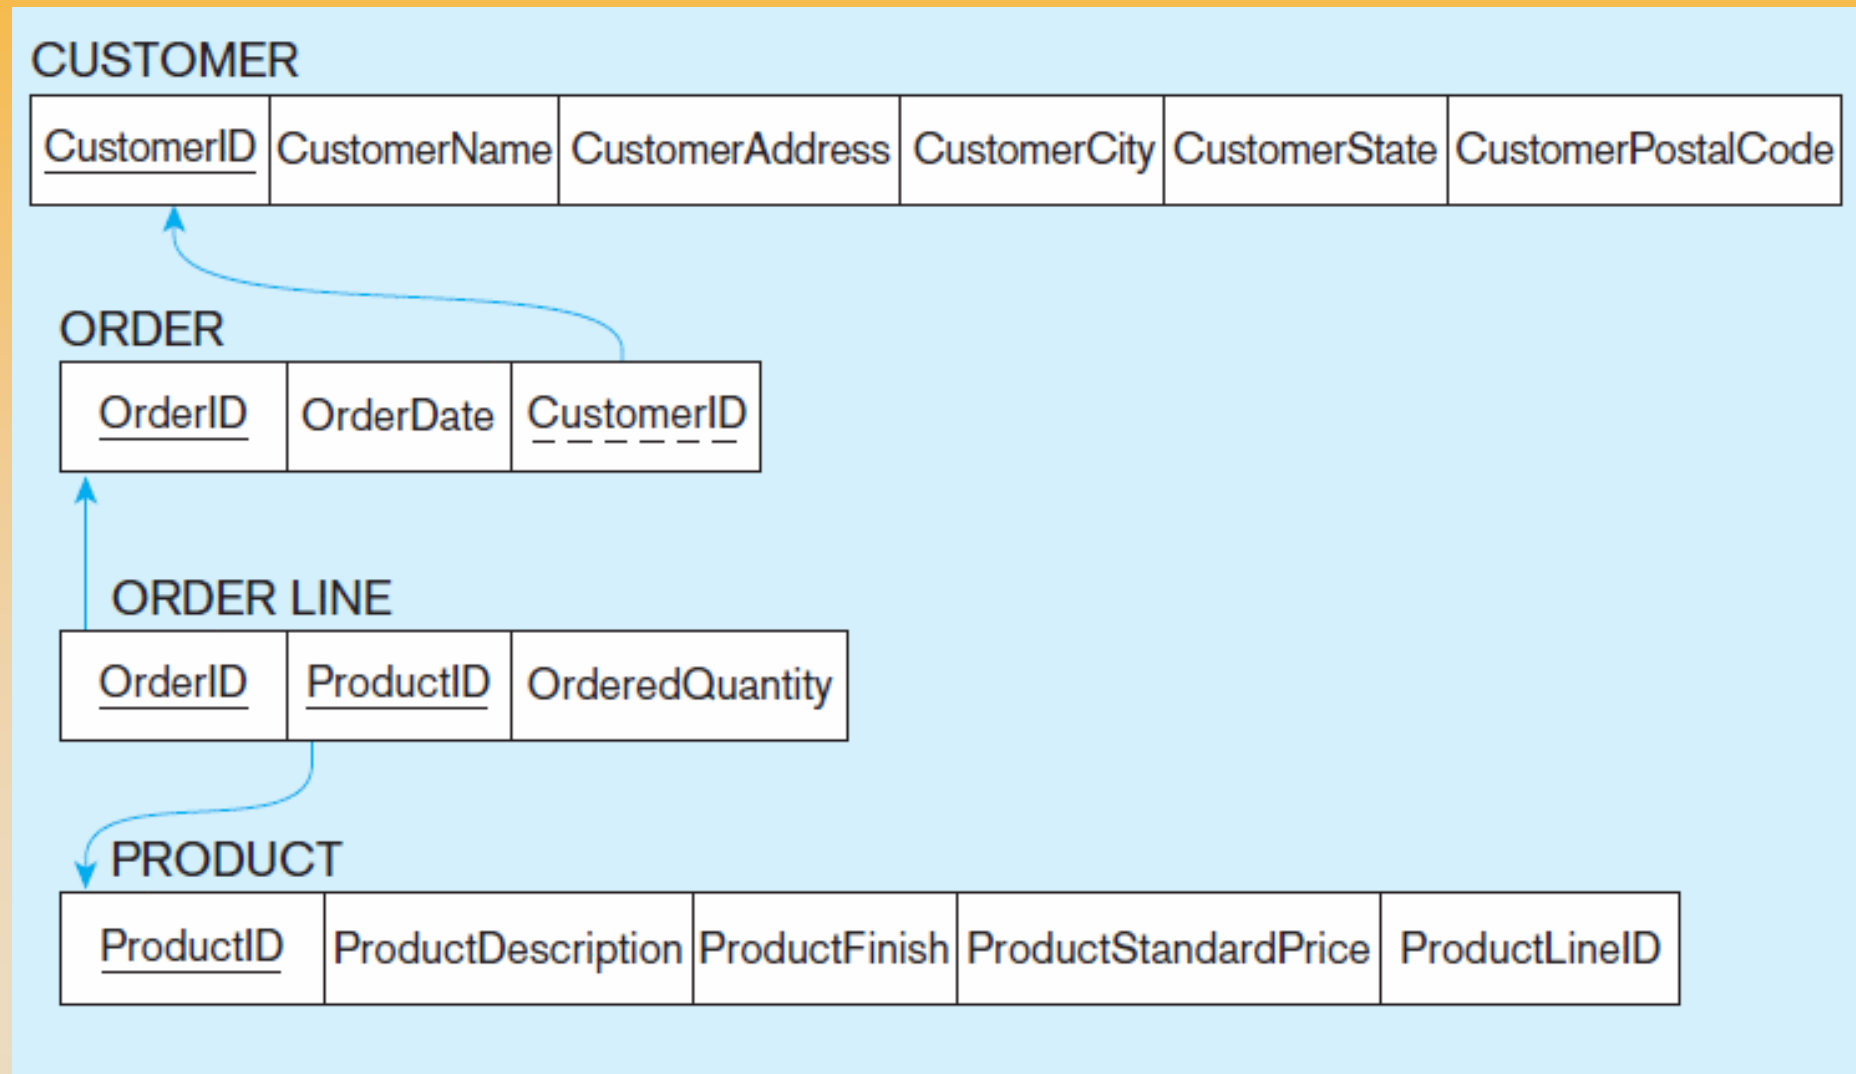 CUSTOMER
CustomerID CustomerName CustomerAddress CustomerCity CustomerState CustomerPostalCode
ORDER
OrderID OrderDate CustomerID
ORDER LINE
OrderID ProductID OrderedQuantity
PRODUCT
ProductID ProductDescription ProductFinish ProductStandardPrice ProductLineID